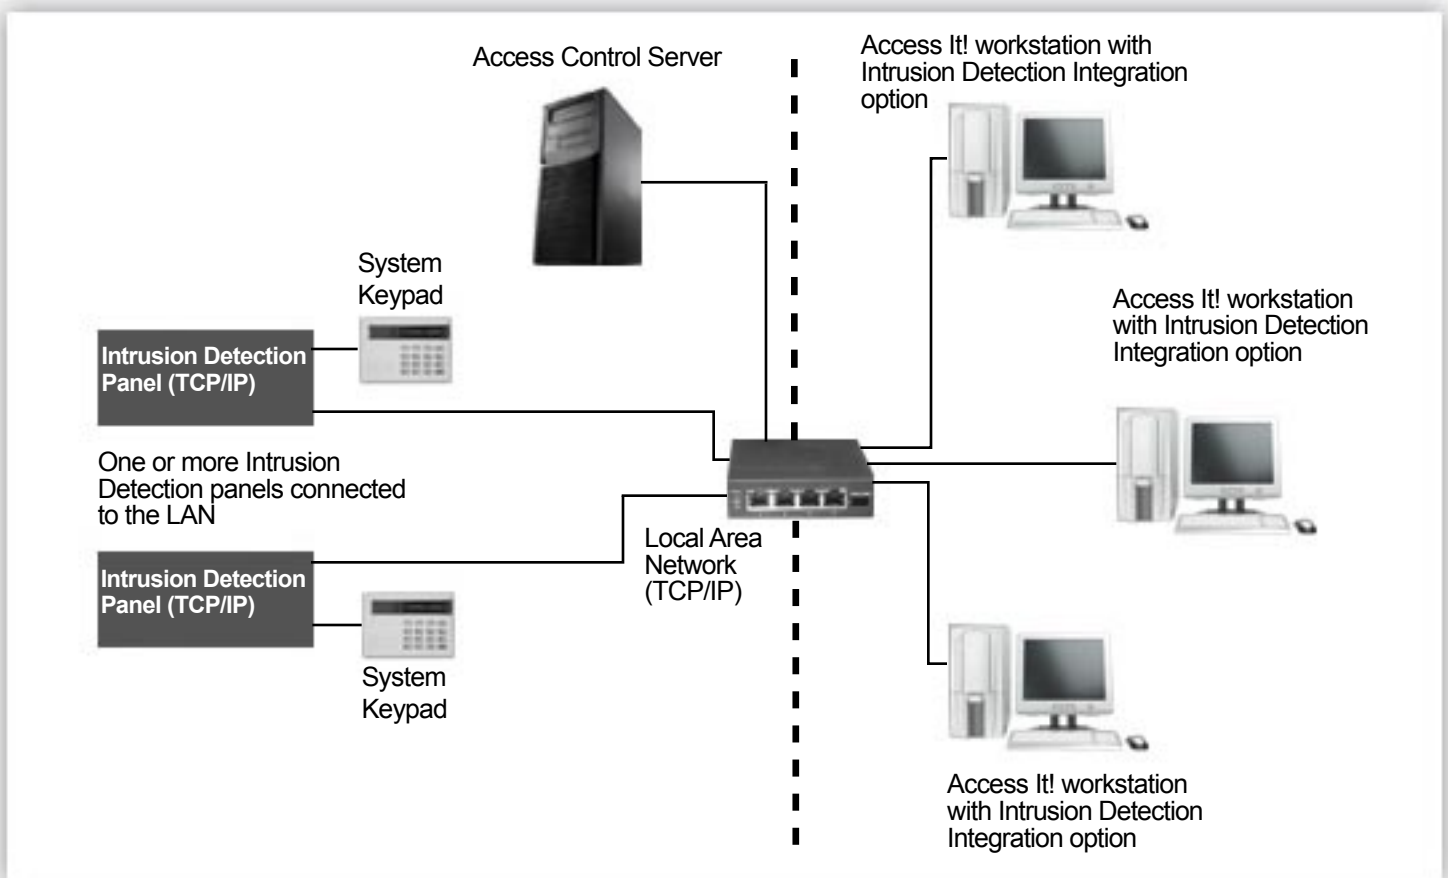 Access Control Server
Access It! workstation with
Intrusion Detection Integration
option
System
Keypad
Access It! workstation
with Intrusion Detection
Integration option
Intrusion Detection
Panel (TCP/IP)
One or more Intrusion
Detection panels connected
to the LAN
Local Area
Network
(TCP/IP)
Intrusion Detection
Panel (TCP/IP)
System
Keypad
Access It! workstation
with Intrusion Detection
Integration option